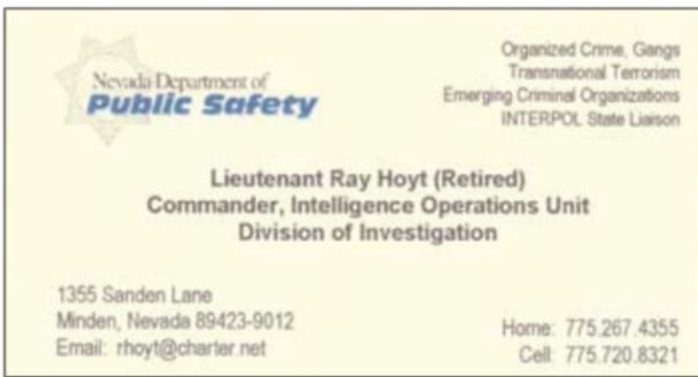 Nevada Department of
Public Safety
Organized Crime, Gangs
Transnational Terrorism
Emerging Criminal Organizations
INTERPOL State Liaison
Lieutenant Ray Hoyt (Retired)
Commander, Intelligence Operations Unit
Division of Investigation
1355 Sanden Lane
Minden, Nevada 89423-9012
Email: rhoyt@charter.net
Home: 775.267.4355
Cell: 775.720.8321